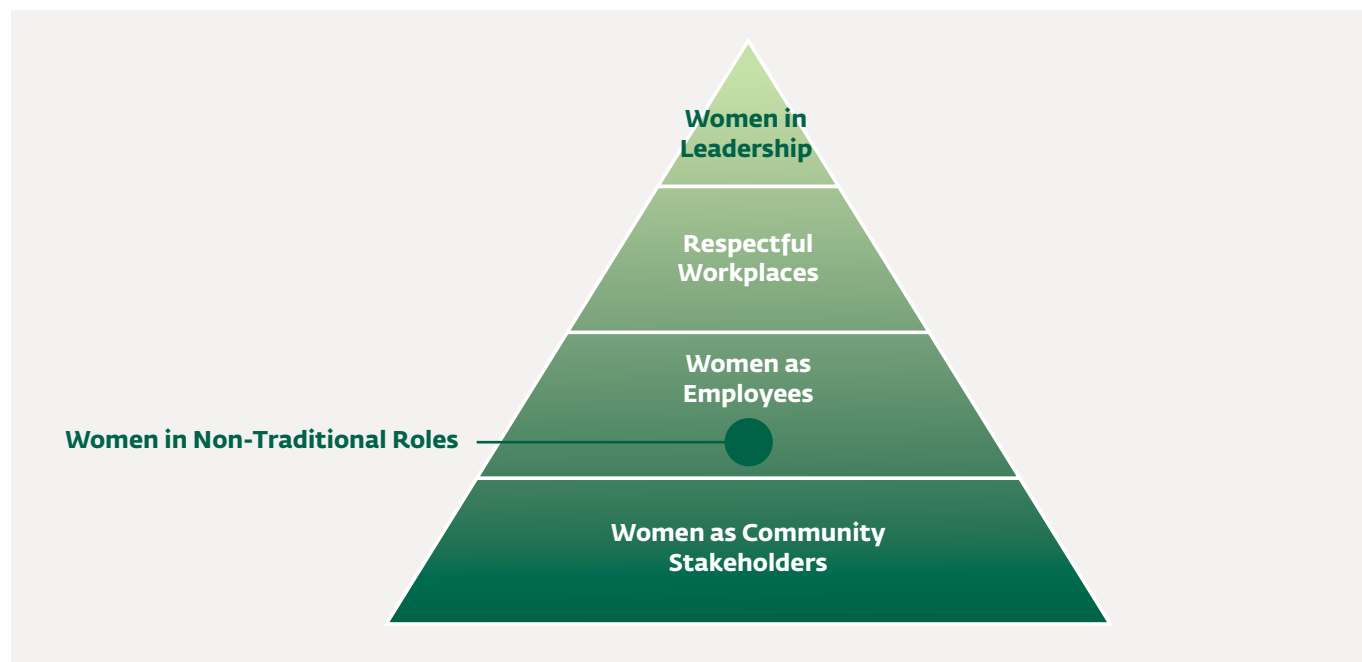 Women in
Leadership
Respectful
Workplaces
Women as
Employees
Women in Non-Traditional Roles
Women as Community
Stakeholders